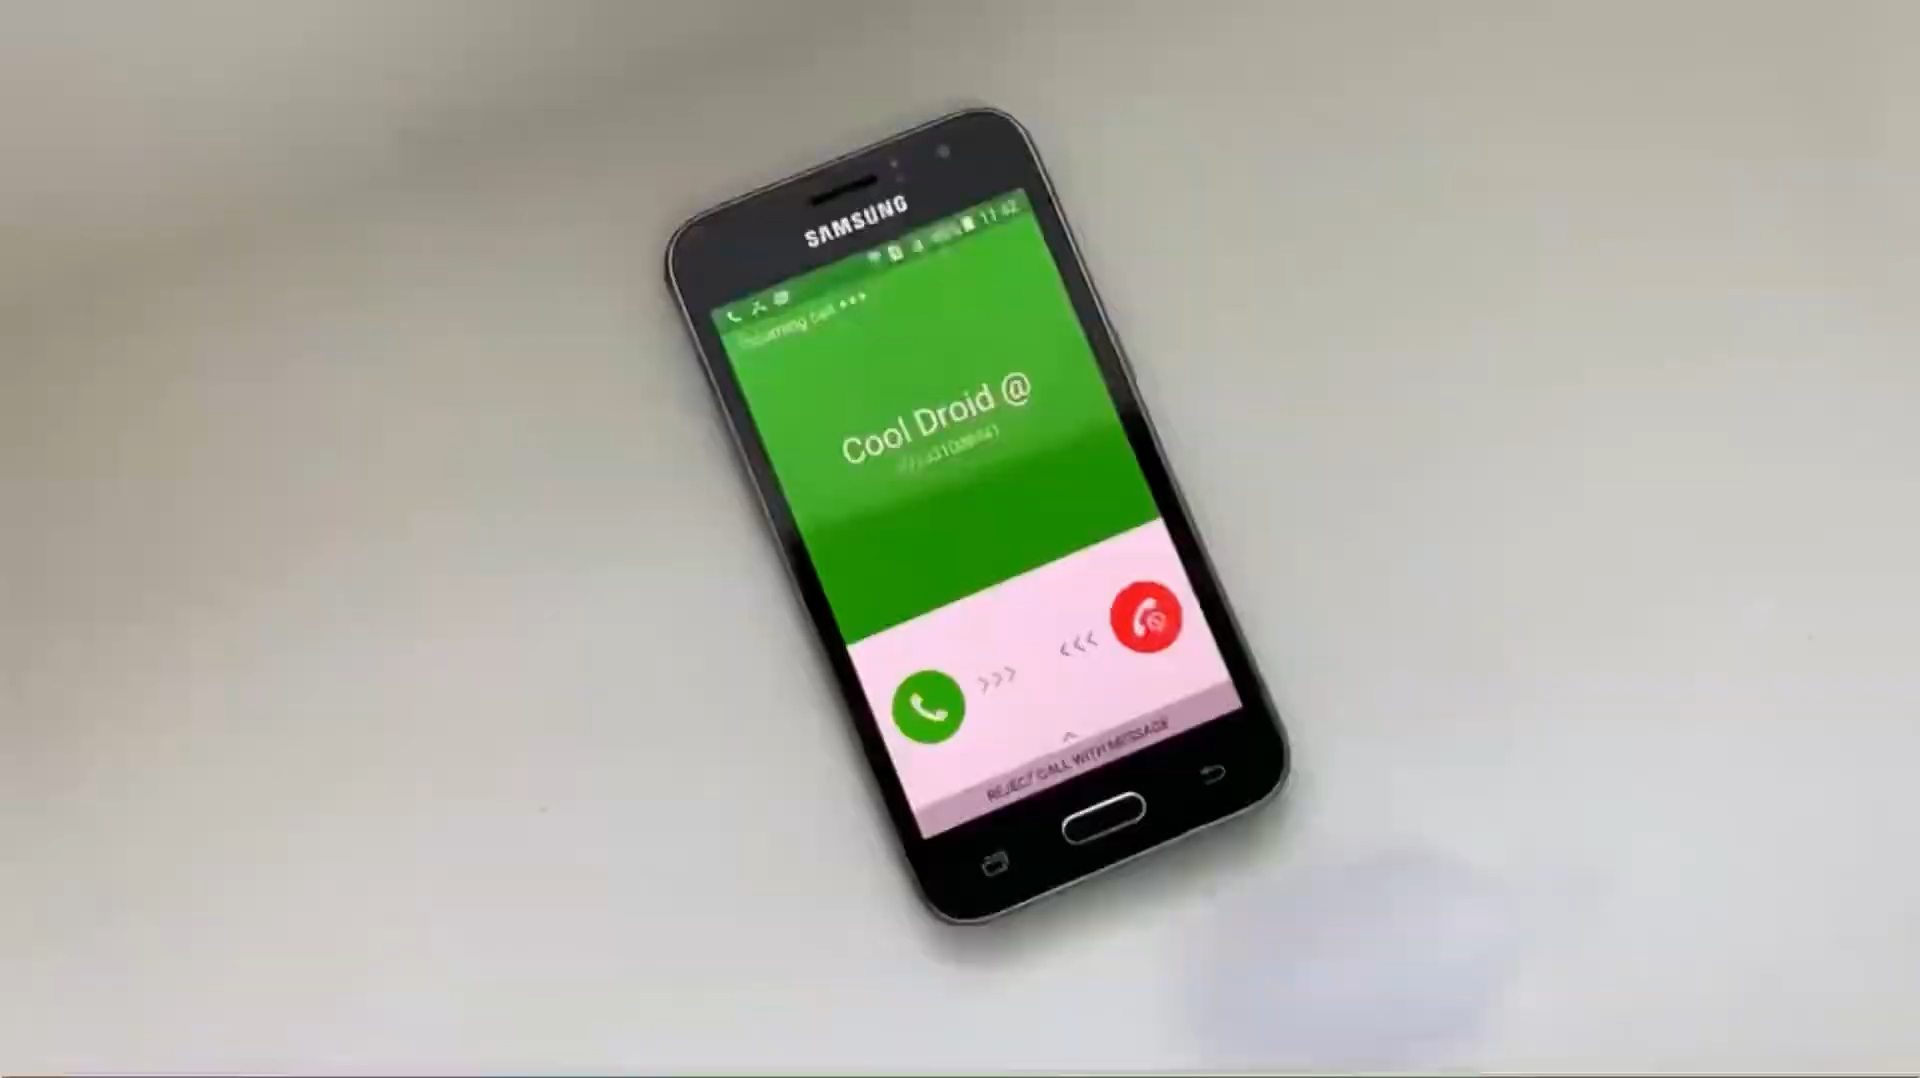 SAMSUNG
11:42
Incoming call
Cool Droid @
REJECT CALL WITH MESSAGE